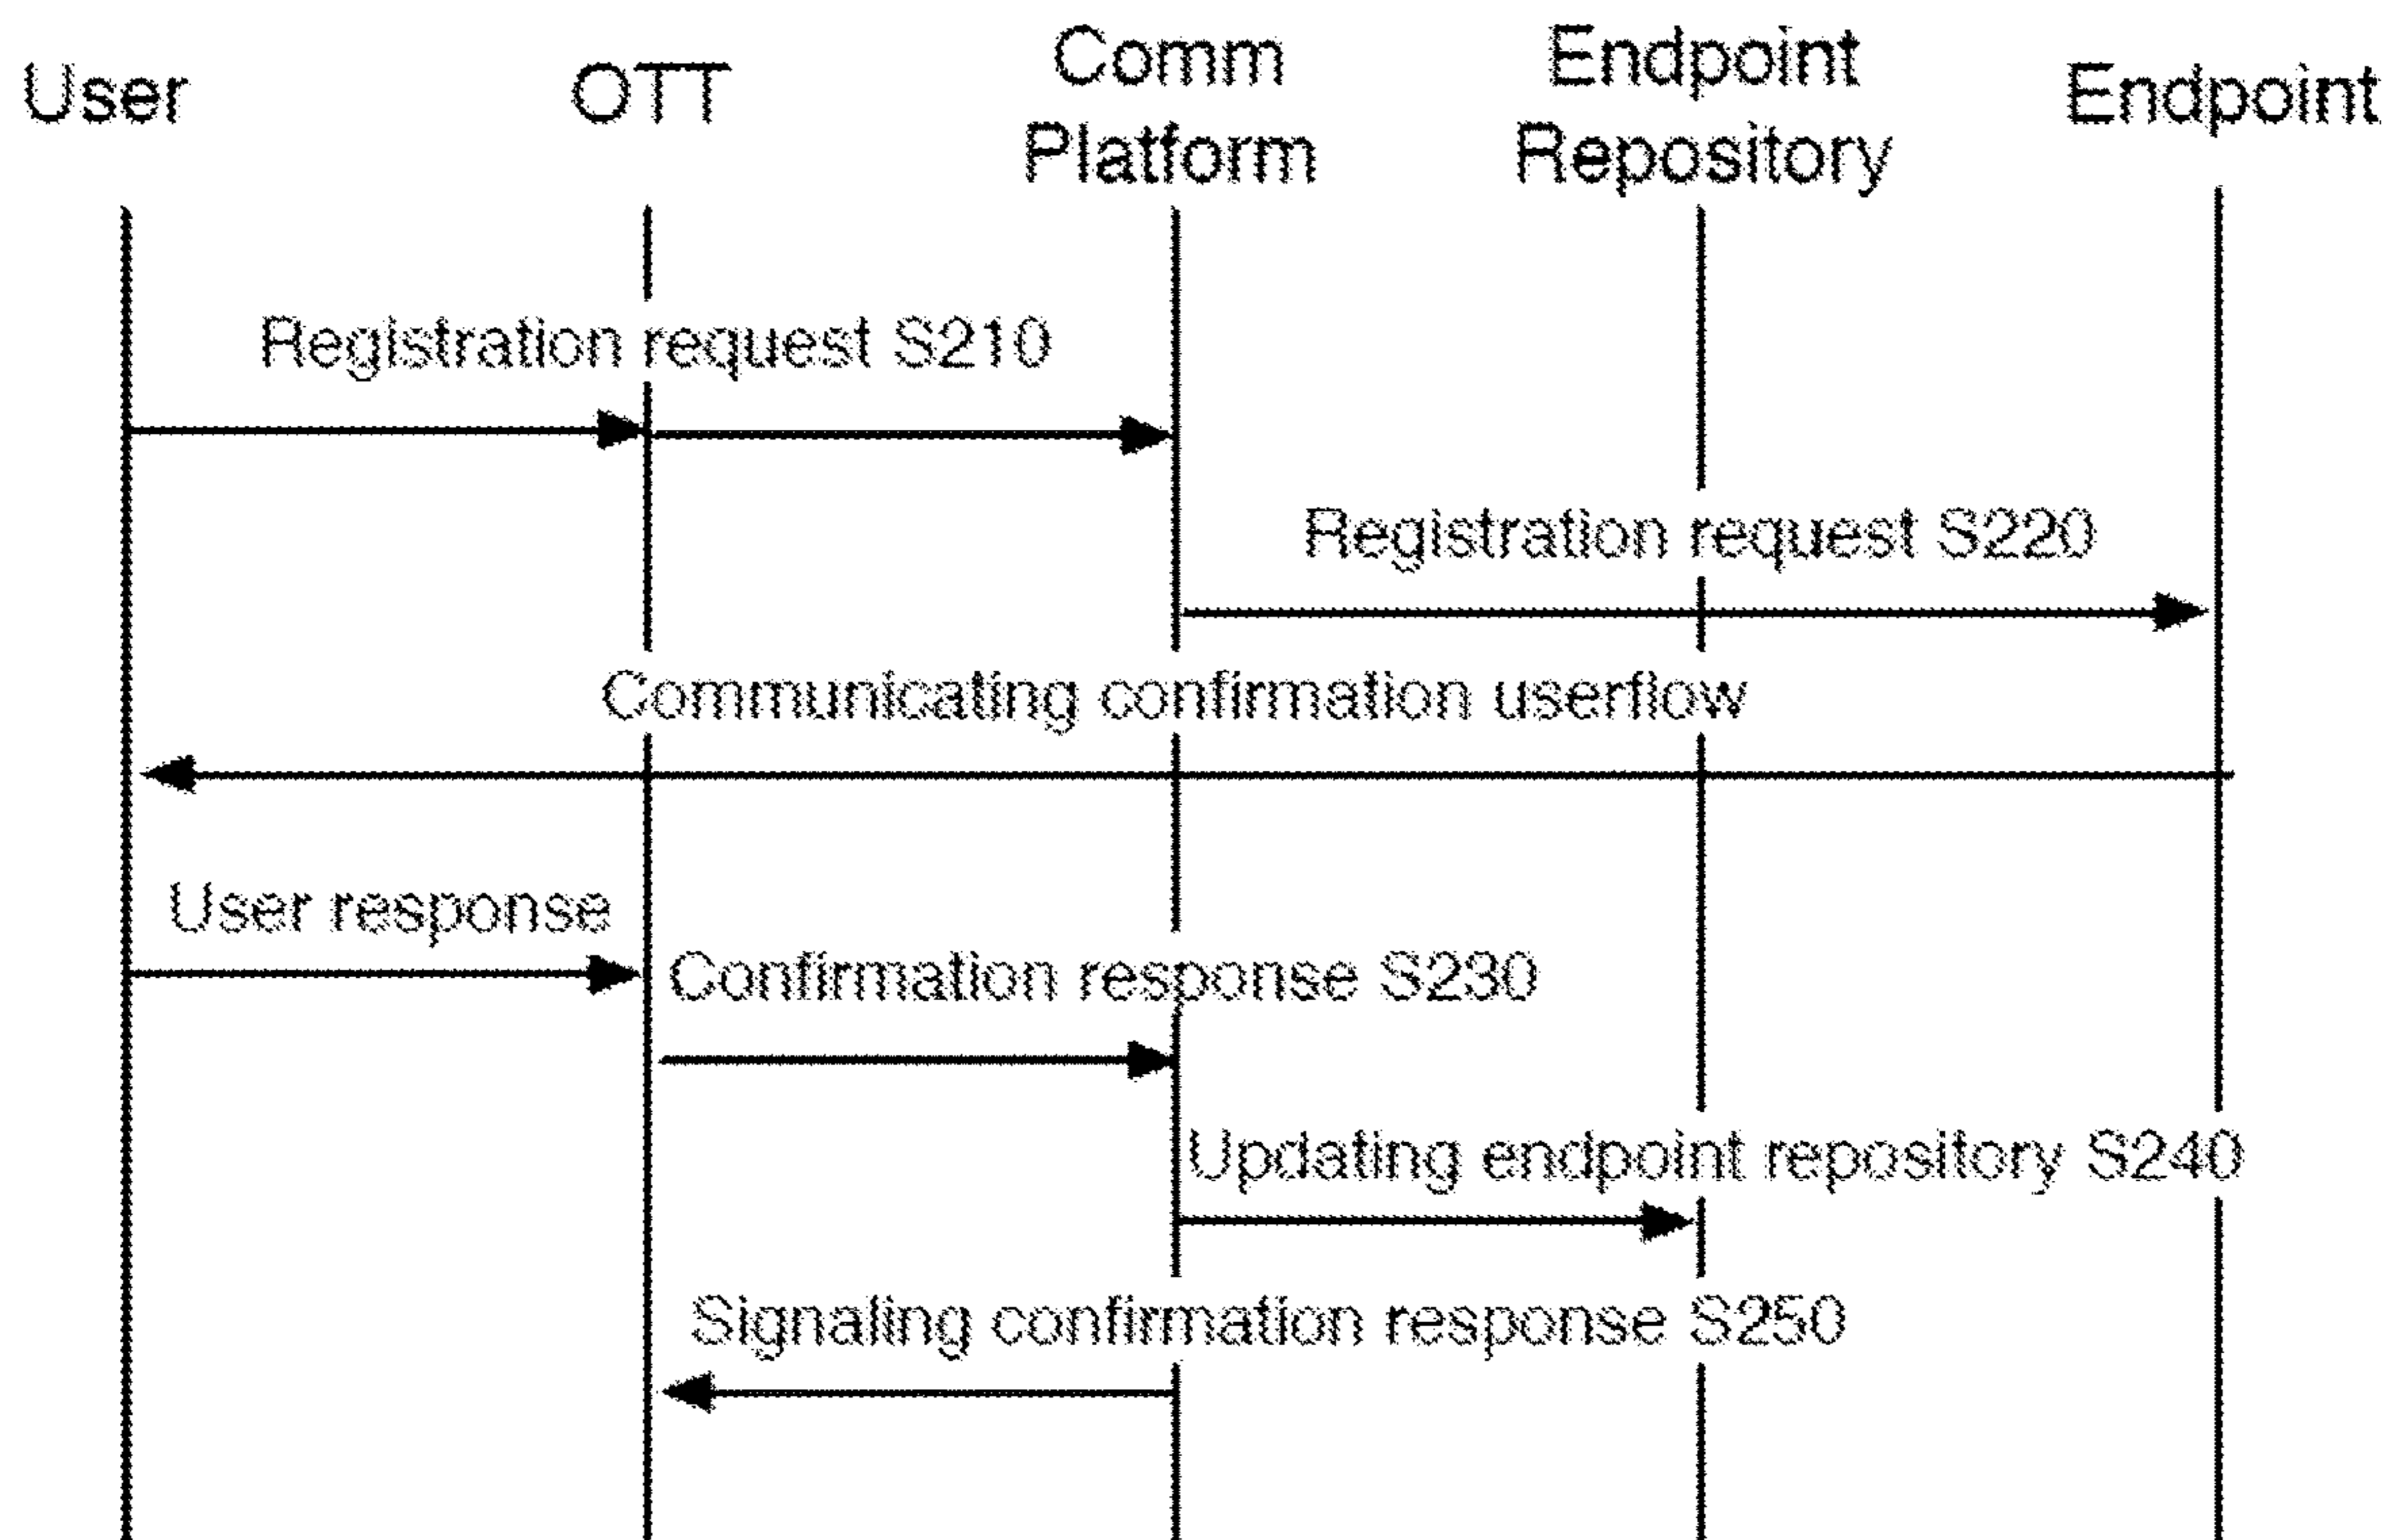 User
OTT
Comm
Platform
Endpoint
Repository
Endpoint
Registration request S210
Registration request S220
Communicating confirmation userflow
User response
Confirmation response S230
Updating endpoint repository S240
Signaling confirmation response S250